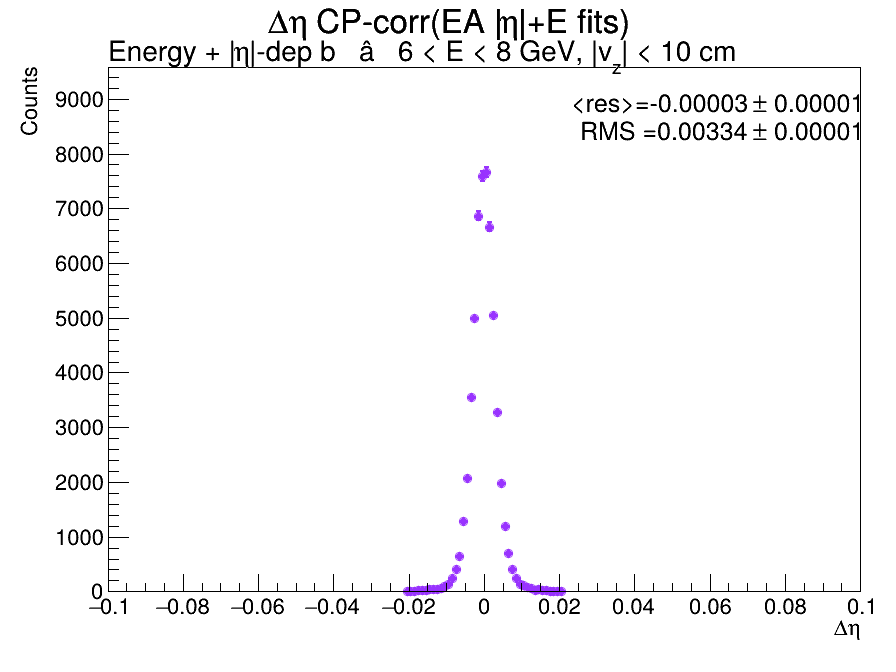 Δη CP-corr(EA |η|+E fits)
Energy + |η|-dep b â 6 < E < 8 GeV, |v_z| < 10 cm
Counts
<res>=-0.00003 ± 0.00001
RMS =0.00334 ± 0.00001
9000
8000
7000
6000
5000
4000
3000
2000
1000
0
−0.1 −0.08 −0.06 −0.04 −0.02 0 0.02 0.04 0.06 0.08 0.1
Δη